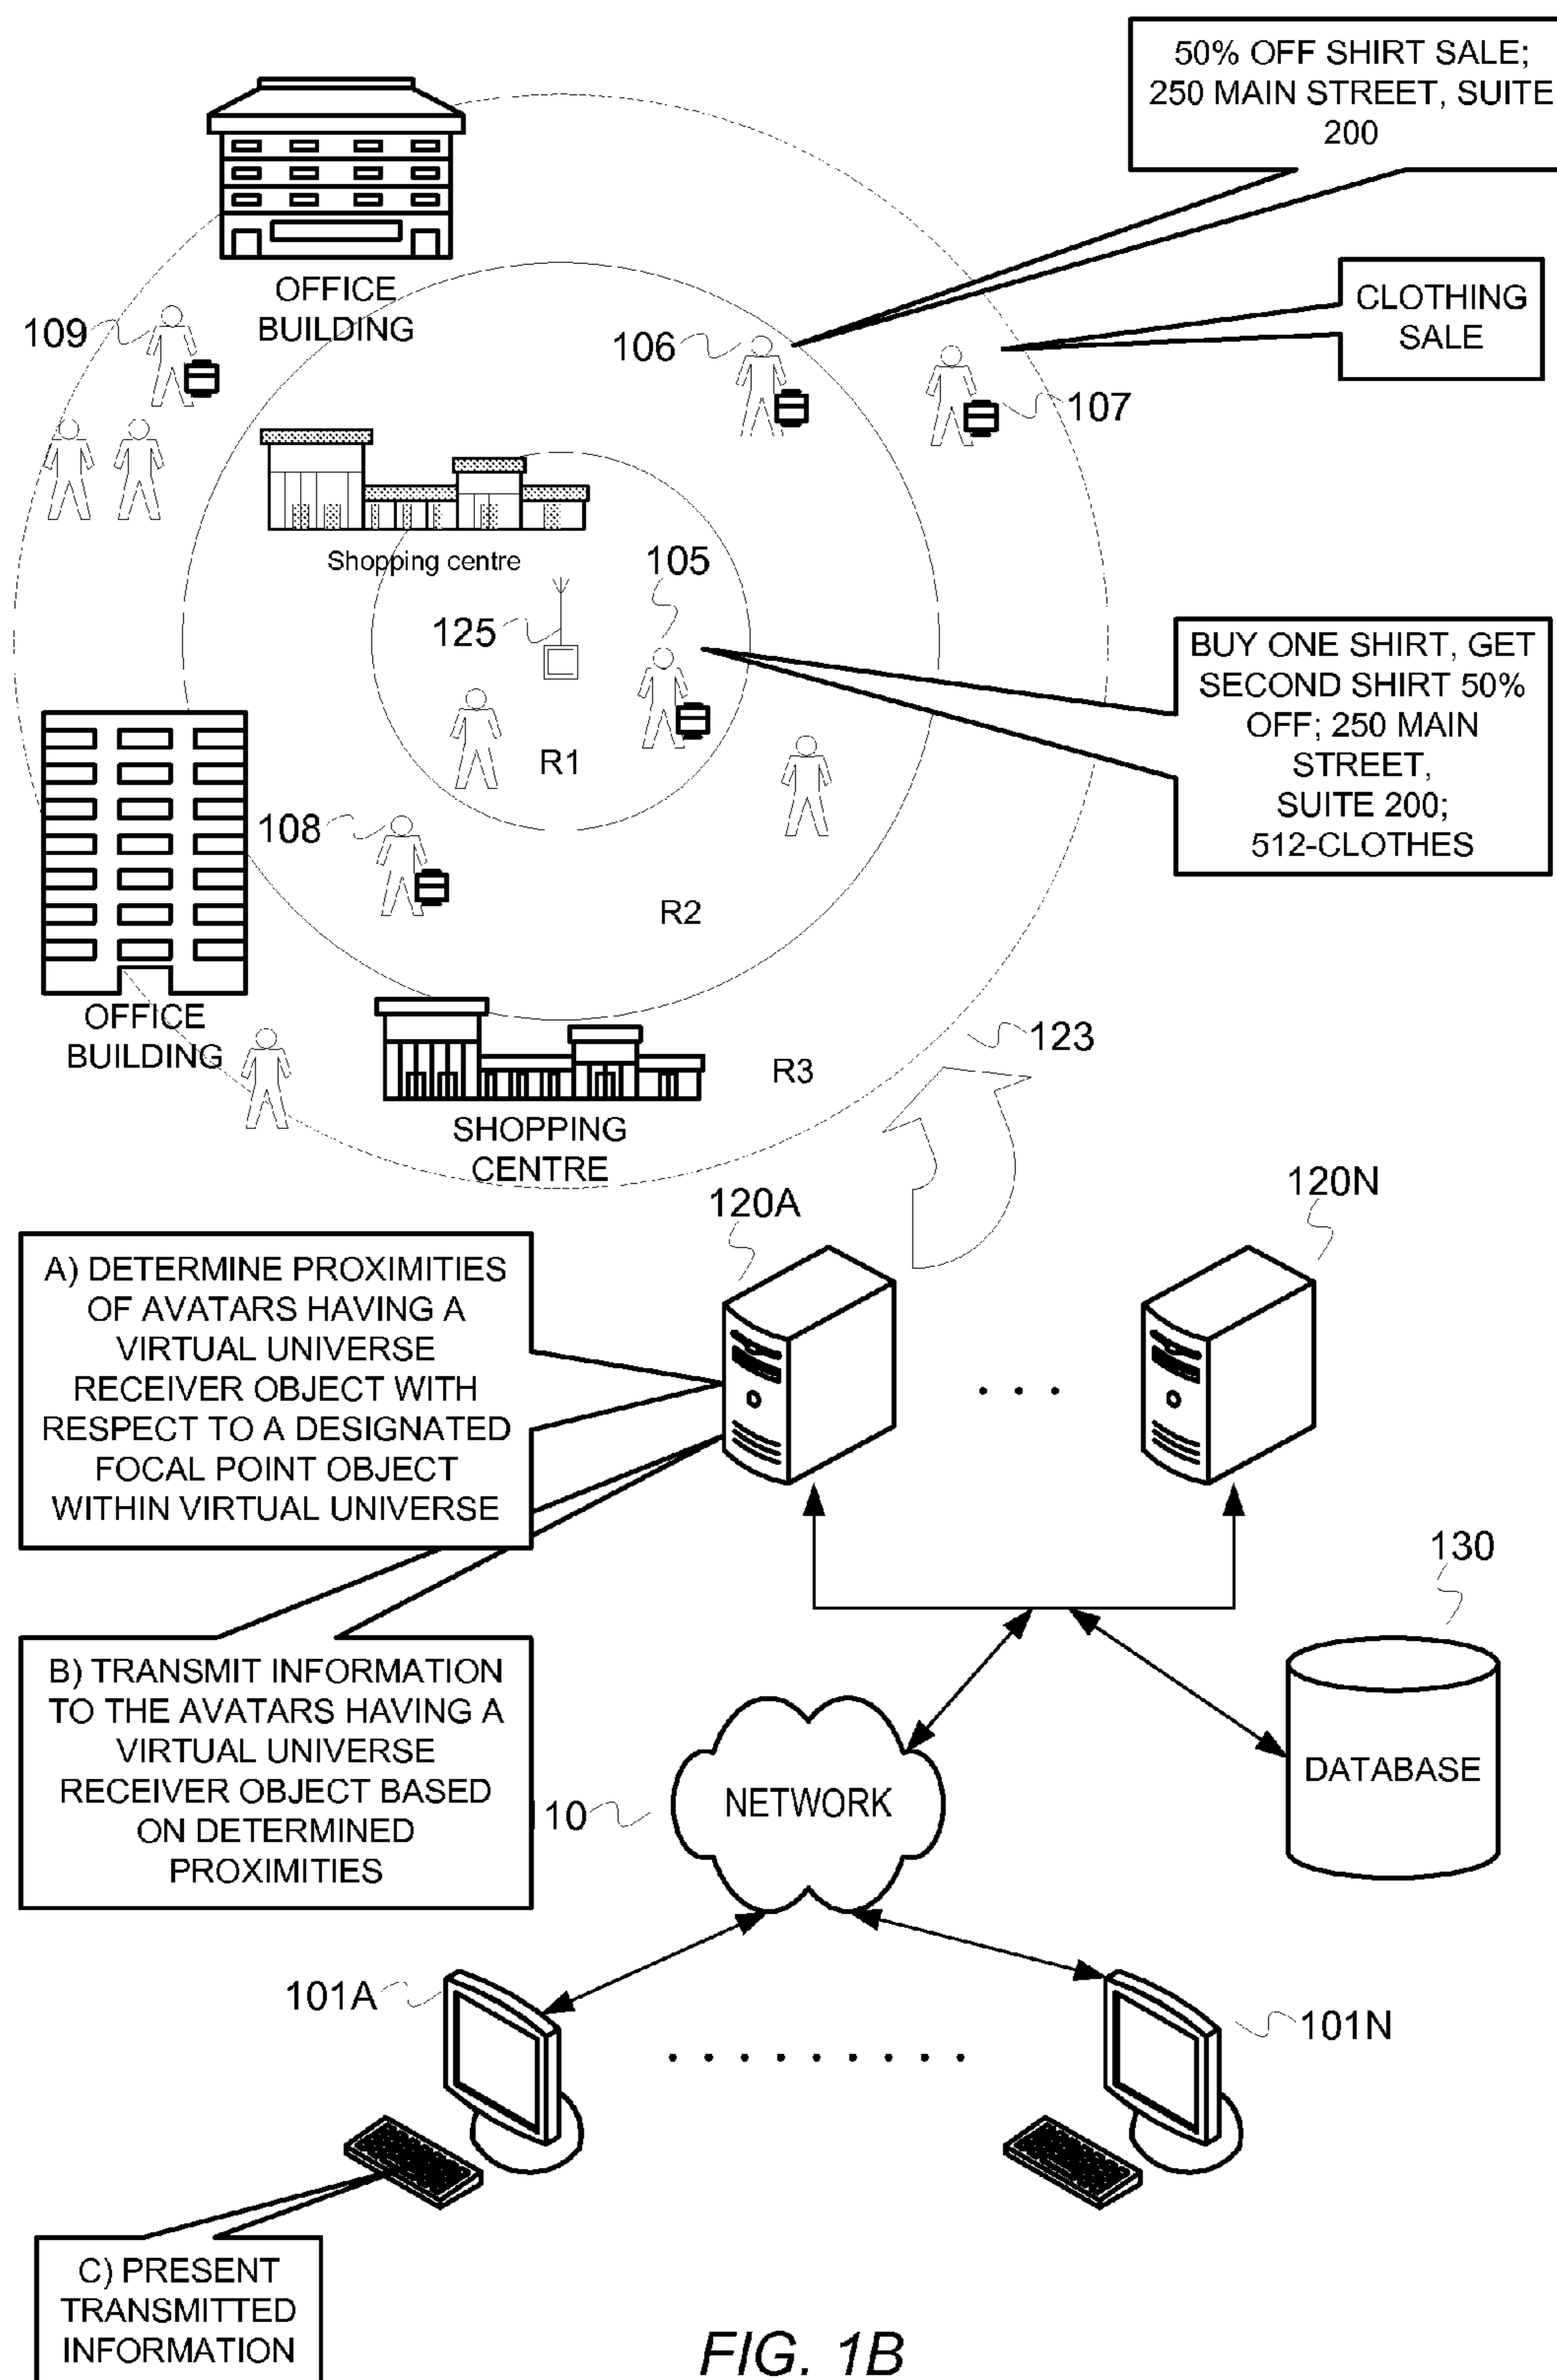 50% OFF SHIRT SALE;
250 MAIN STREET, SUITE
200
OFFICE
BUILDING
109
106
CLOTHING
SALE
107
Shopping centre
105
125
BUY ONE SHIRT, GET
SECOND SHIRT 50%
OFF; 250 MAIN
STREET,
SUITE 200;
512-CLOTHES
R1
108
R2
OFFICE
BUILDING
123
R3
SHOPPING
CENTRE
120A
120N
A) DETERMINE PROXIMITIES
OF AVATARS HAVING A
VIRTUAL UNIVERSE
RECEIVER OBJECT WITH
RESPECT TO A DESIGNATED
FOCAL POINT OBJECT
WITHIN VIRTUAL UNIVERSE
. . .
130
B) TRANSMIT INFORMATION
TO THE AVATARS HAVING A
VIRTUAL UNIVERSE
RECEIVER OBJECT BASED
ON DETERMINED
PROXIMITIES
10
NETWORK
DATABASE
101A
101N
. . . . . . . . .
C) PRESENT
TRANSMITTED
INFORMATION
FIG. 1B